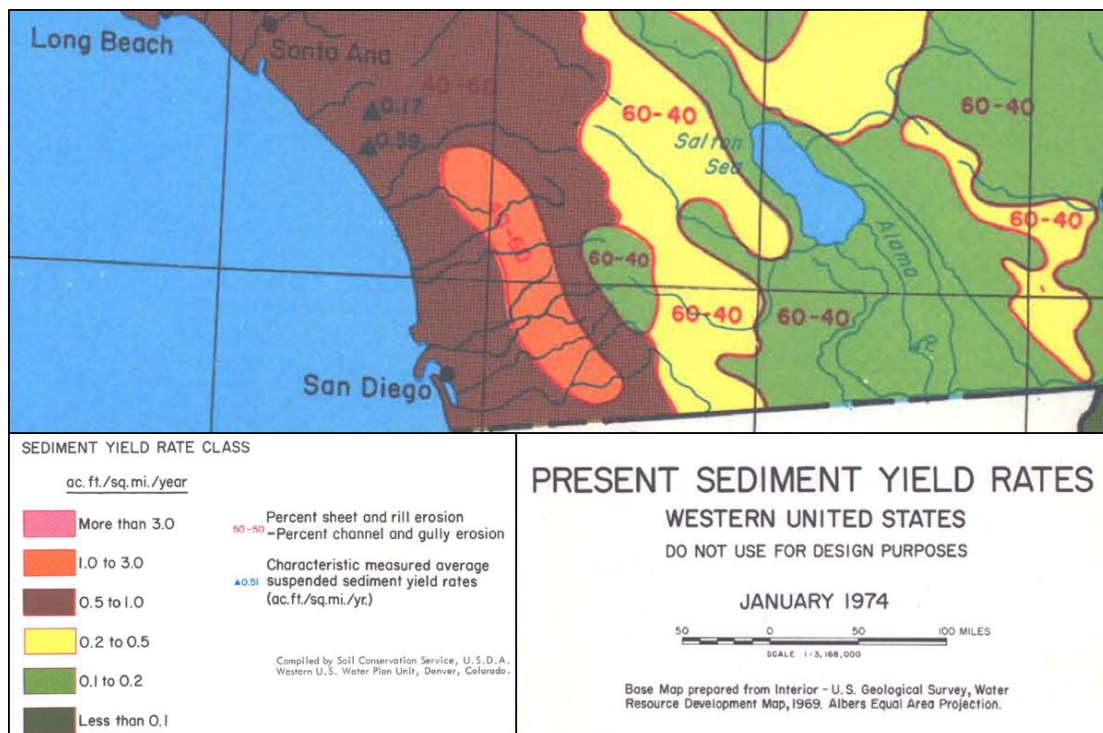 Long Beach
Santa Ana
40-60
0.17
0.39
60-40
Salton
Sea
60-40
60-40
40-60
60-40
Alamo
60-40
60-40
R.
San Diego
SEDIMENT YIELD RATE CLASS
ac. ft./sq.mi./year
More than 3.0
1.0 to 3.0
0.5 to 1.0
0.2 to 0.5
0.1 to 0.2
Less than 0.1
50-50 Percent sheet and rill erosion
-Percent channel and gully erosion
Characteristic measured average
0.51 suspended sediment yield rates
(ac.ft./sq.mi./yr.)
Compiled by Soil Conservation Service, U.S.D.A.
Western U.S. Water Plan Unit, Denver, Colorado.
PRESENT SEDIMENT YIELD RATES
WESTERN UNITED STATES
DO NOT USE FOR DESIGN PURPOSES
JANUARY 1974
50 0 50 100 MILES
SCALE 1:3,168,000
Base Map prepared from Interior - U.S. Geological Survey, Water
Resource Development Map, 1969. Albers Equal Area Projection.